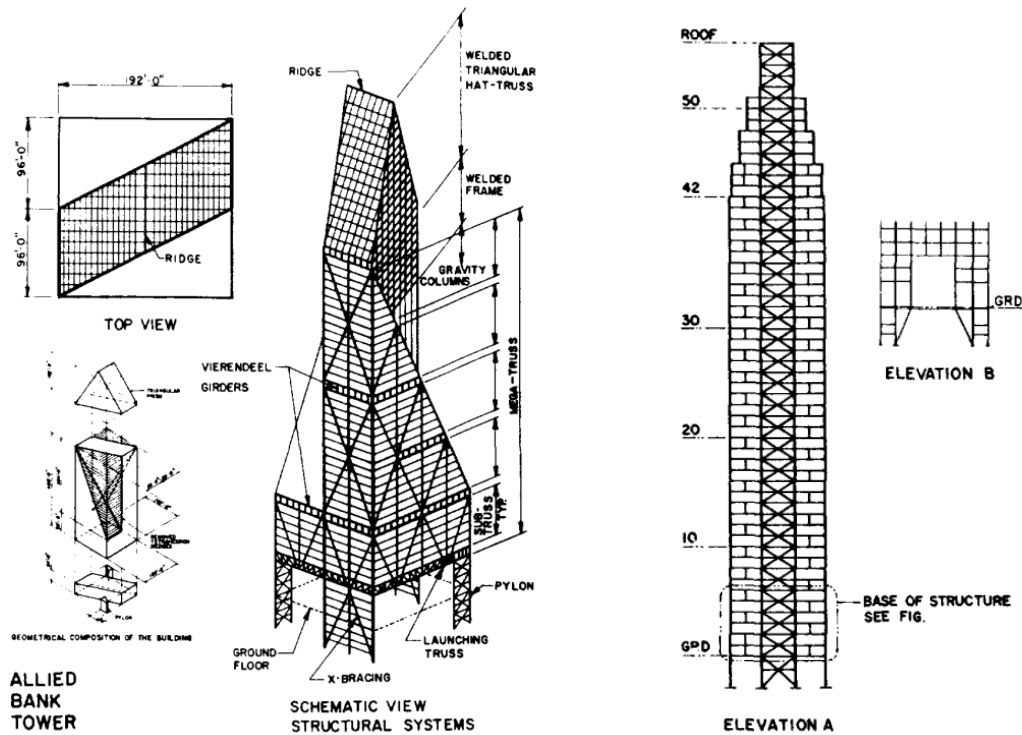 192'-0"
96'-0"
96'-0"
RIDGE
TOP VIEW
TRIANGULAR
PRISM
PYLON
GEOMETRICAL COMPOSITION OF THE BUILDING
ALLIED
BANK
TOWER
RIDGE
WELDED
TRIANGULAR
HAT-TRUSS
WELDED
FRAME
GRAVITY
COLUMNS
VIERENDEEL
GIRDERS
MEGA-TRUSS
SUB-
TRUSS
TYP.
PYLON
LAUNCHING
TRUSS
GROUND
FLOOR
X-BRACING
SCHEMATIC VIEW
STRUCTURAL SYSTEMS
ROOF
50
42
30
20
10
GRD
BASE OF STRUCTURE
SEE FIG.
ELEVATION A
GRD
ELEVATION B